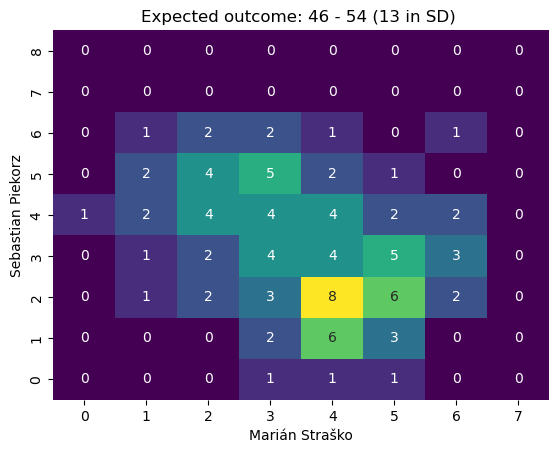 Expected outcome: 46 - 54 (13 in SD)
Sebastian Piekorz
8 0 0 0 0 0 0 0 0
7 0 0 0 0 0 0 0 0
6 0 1 2 2 1 0 1 0
5 0 2 4 5 2 1 0 0
4 1 2 4 4 4 2 2 0
3 0 1 2 4 4 5 3 0
2 0 1 2 3 8 6 2 0
1 0 0 0 2 6 3 0 0
0 0 0 0 1 1 1 0 0
0 1 2 3 4 5 6 7
Marián Straško